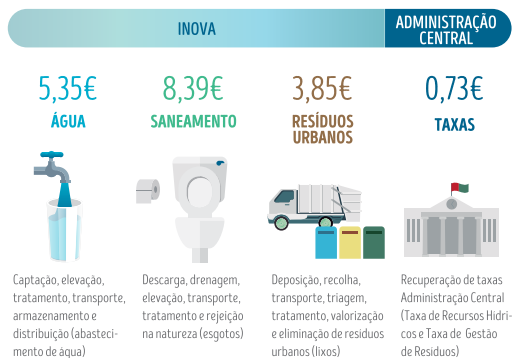 INOVA
ADMINISTRAÇÃO
CENTRAL
5,35€
ÁGUA
8,39€
SANEAMENTO
3,85€
RESÍDUOS
URBANOS
0,73€
TAXAS
Captação, elevação,
tratamento, transporte,
armazenamento e
distribuição (abasteci-
mento de água)
Descarga, drenagem,
elevação, transporte,
tratamento e rejeição
na natureza (esgotos)
Deposição, recolha,
transporte, triagem,
tratamento, valorização
e eliminação de resíduos
urbanos (lixos)
Recuperação de taxas
Administração Central
(Taxa de Recursos Hídri-
cos e Taxa de Gestão
de Resíduos)